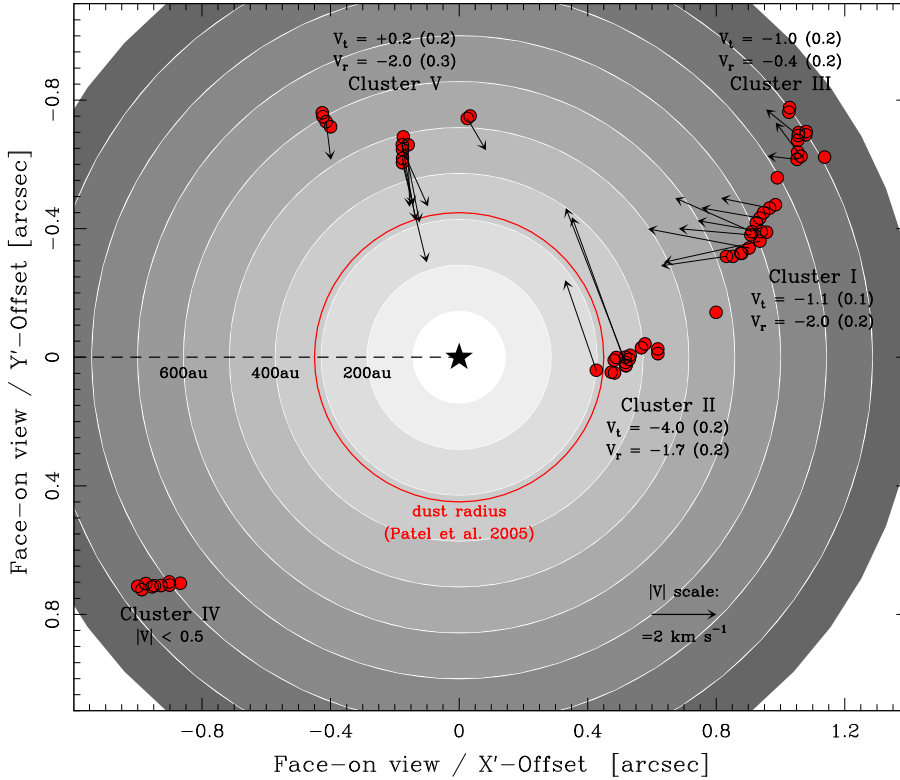 V_t = +0.2 (0.2)
V_r = −2.0 (0.3)
Cluster V
V_t = −1.0 (0.2)
V_r = −0.4 (0.2)
Cluster III
Cluster I
V_t = −1.1 (0.1)
V_r = −2.0 (0.2)
600au
400au
200au
Cluster II
V_t = −4.0 (0.2)
V_r = −1.7 (0.2)
dust radius
(Patel et al. 2005)
Cluster IV
|V| < 0.5
|V| scale:
=2 km s⁻¹
−0.8
−0.4
0
0.4
0.8
Face−on view / Y′−Offset [arcsec]
−0.8
−0.4
0
0.4
0.8
1.2
Face−on view / X′−Offset [arcsec]